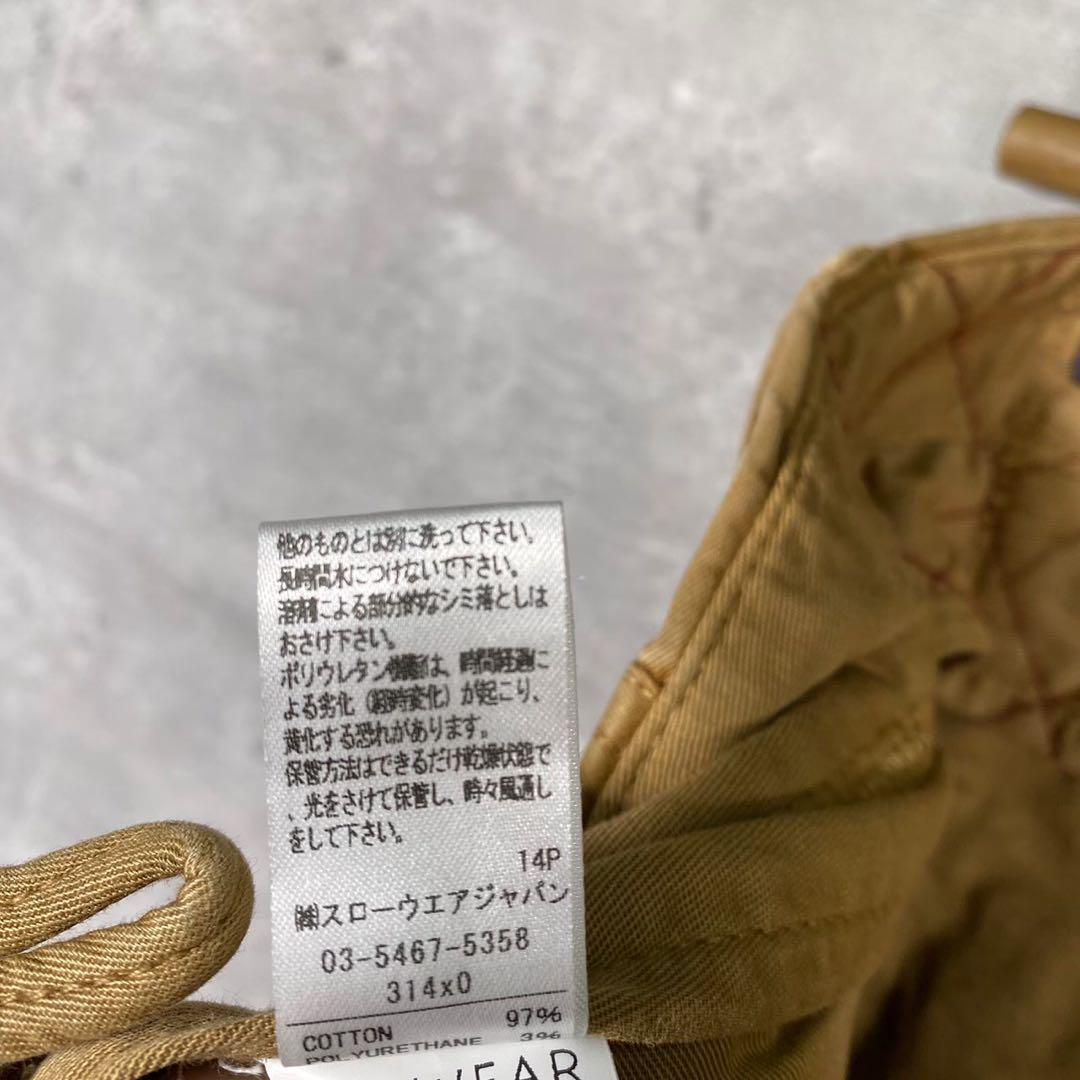 他のものとは別に洗って下さい。
長時間水につけないで下さい。
溶剤による部分的なシミ落としは
おさけ下さい。
ポリウレタン繊維は、時間経過に
よる劣化（経時変化）が起こり、
黄化する恐れがあります。
保管方法はできるだけ乾燥状態で
、光をさけて保管し、時々風通し
をして下さい。
14P
㈱スローウエアジャパン
03-5467-5358
314x0
COTTON 97%
POLYURETHANE 3%
WEAR